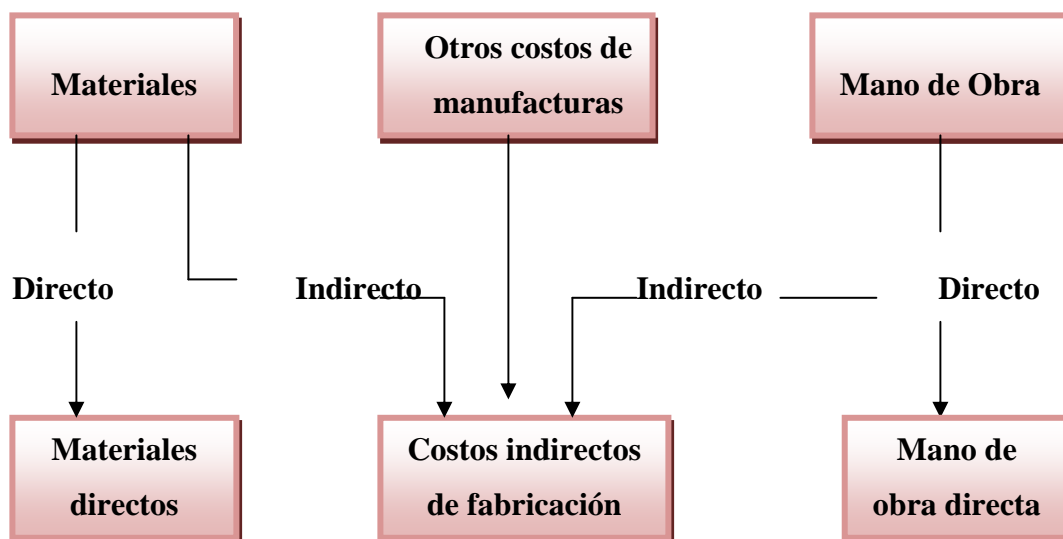 Materiales
Otros costos de
manufacturas
Mano de Obra
Directo
Indirecto
Indirecto
Directo
Materiales
directos
Costos indirectos
de fabricación
Mano de
obra directa